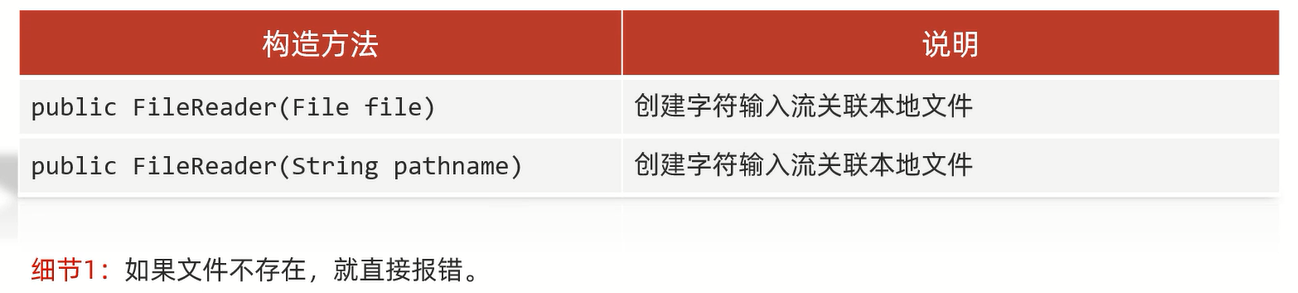 构造方法 说明
public FileReader(File file) 创建字符输入流关联本地文件
public FileReader(String pathname) 创建字符输入流关联本地文件
细节1：如果文件不存在，就直接报错。